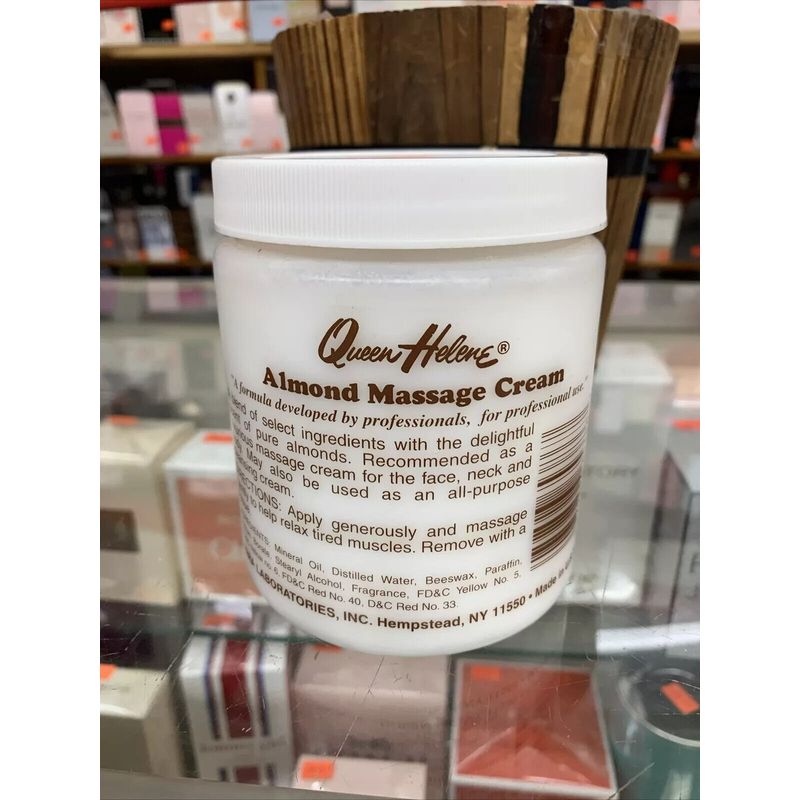 Queen Helene®
Almond Massage Cream
"A formula developed by professionals, for professional use."
of select ingredients with the delightful
of pure almonds. Recommended as a
massage cream for the face, neck and
May also be used as an all-purpose
cream.
Apply generously and massage
to help relax tired muscles. Remove with a
Mineral Oil, Distilled Water, Beeswax, Paraffin,
Stearyl Alcohol, Fragrance, FD&C Yellow No. 5,
No. 6, FD&C Red No. 40, D&C Red No. 33.
LABORATORIES, INC. Hempstead, NY 11550 • Made in